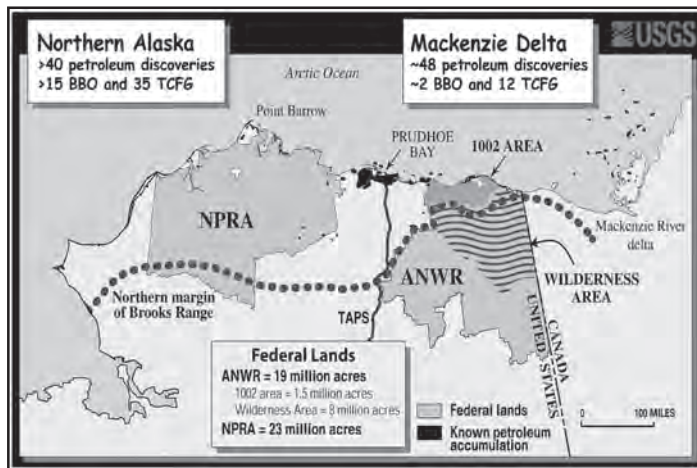 Northern Alaska
>40 petroleum discoveries
>15 BBO and 35 TCFG
Mackenzie Delta
~48 petroleum discoveries
~2 BBO and 12 TCFG
USGS
Arctic Ocean
Point Barrow
PRUDHOE
BAY
1002 AREA
NPRA
Mackenzie River
delta
ANWR
WILDERNESS
AREA
Northern margin
of Brooks Range
TAPS
CANADA
UNITED STATES
Federal Lands
ANWR = 19 million acres
1002 area = 1.5 million acres
Wilderness Area = 8 million acres
NPRA = 23 million acres
Federal lands
Known petroleum
accumulation
0 100 MILES